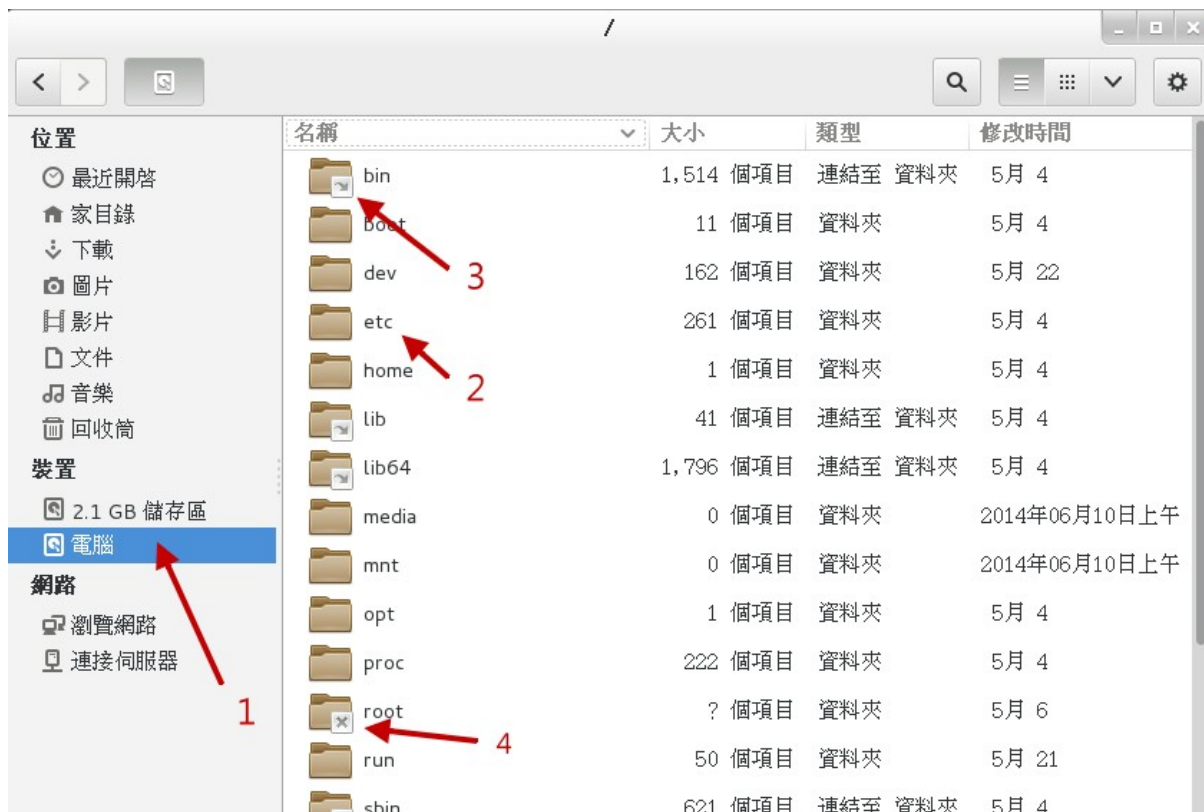 /
位置
最近開啓
家目錄
下載
圖片
影片
文件
音樂
回收筒
裝置
2.1 GB 儲存區
電腦
網路
瀏覽網路
連接伺服器
1
名稱 大小 類型 修改時間
bin 1,514 個項目 連結至 資料夾 5月 4
boot 11 個項目 資料夾 5月 4
3
dev 162 個項目 資料夾 5月 22
etc 261 個項目 資料夾 5月 4
2
home 1 個項目 資料夾 5月 4
lib 41 個項目 連結至 資料夾 5月 4
lib64 1,796 個項目 連結至 資料夾 5月 4
media 0 個項目 資料夾 2014年06月10日上午
mnt 0 個項目 資料夾 2014年06月10日上午
opt 1 個項目 資料夾 5月 4
proc 222 個項目 資料夾 5月 4
root ? 個項目 資料夾 5月 6
4
run 50 個項目 資料夾 5月 21
sbin 621 個項目 連結至 資料夾 5月 4